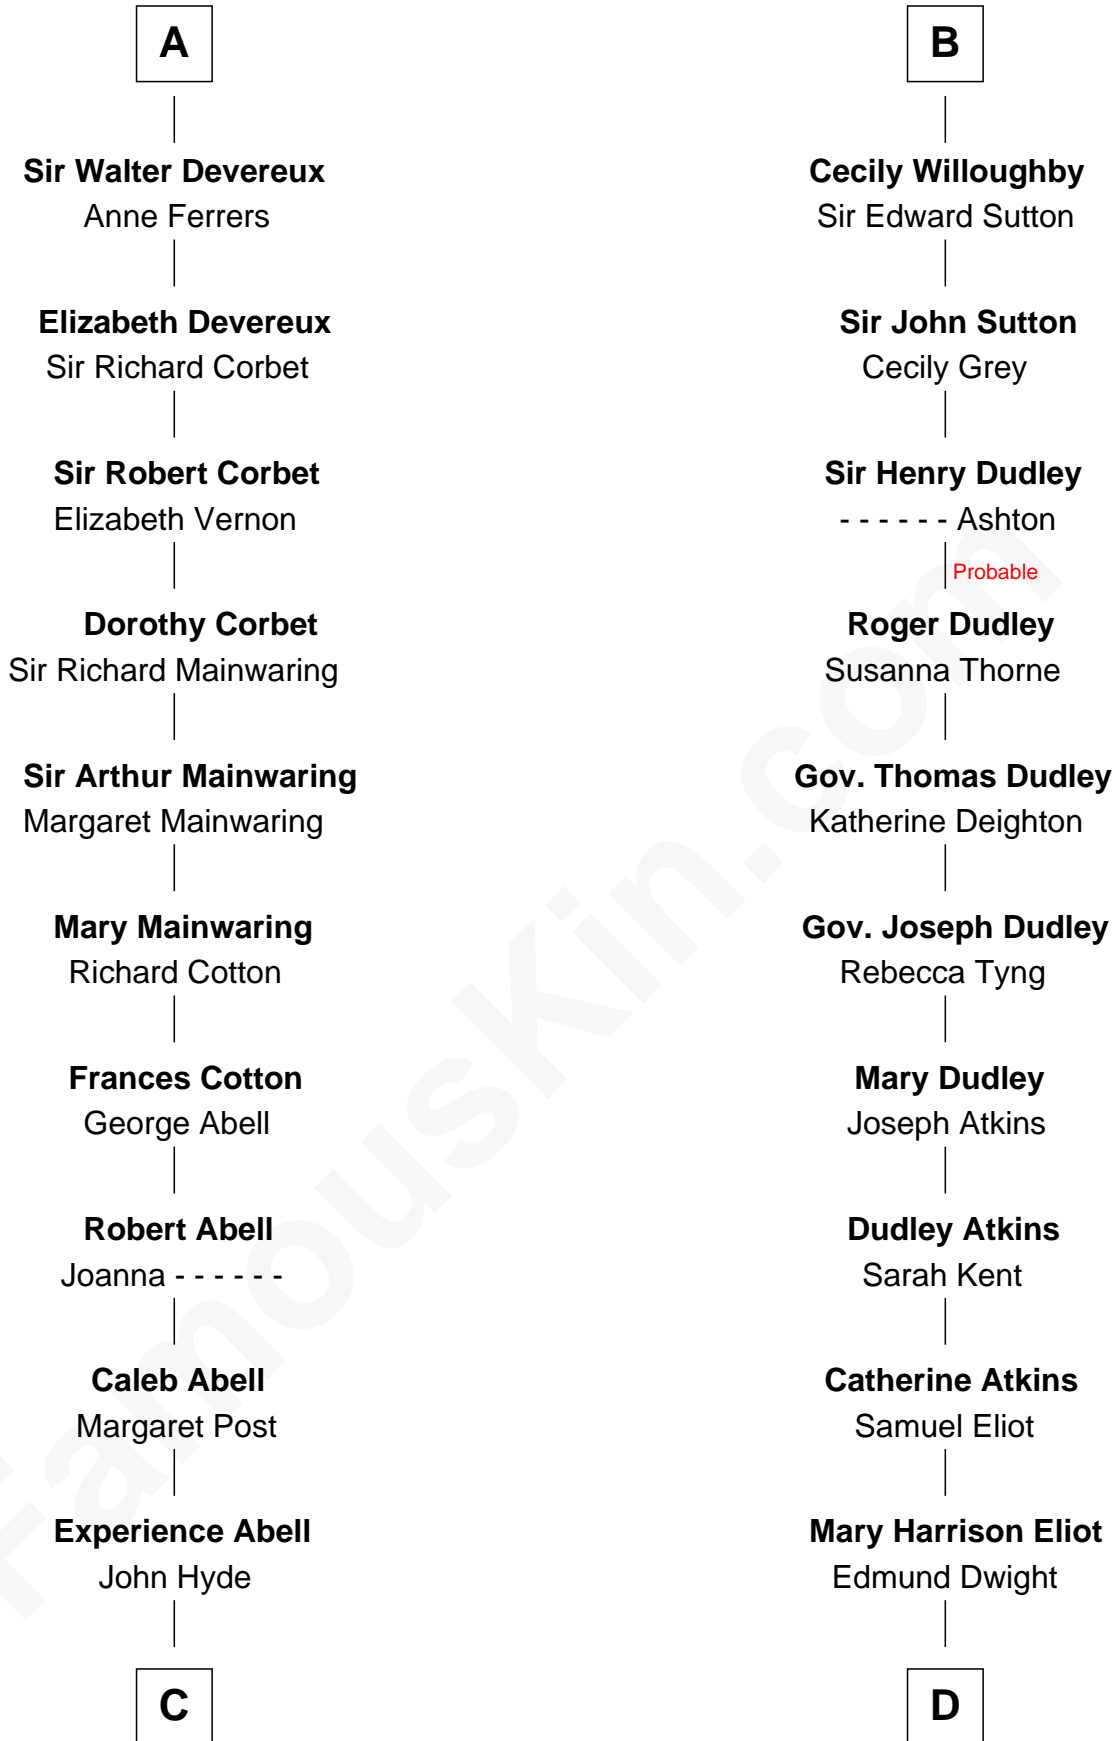 A
Sir Walter Devereux
Anne Ferrers
Elizabeth Devereux
Sir Richard Corbet
Sir Robert Corbet
Elizabeth Vernon
Dorothy Corbet
Sir Richard Mainwaring
Sir Arthur Mainwaring
Margaret Mainwaring
Mary Mainwaring
Richard Cotton
Frances Cotton
George Abell
Robert Abell
Joanna - - - - - -
Caleb Abell
Margaret Post
Experience Abell
John Hyde
C
B
Cecily Willoughby
Sir Edward Sutton
Sir John Sutton
Cecily Grey
Sir Henry Dudley
- - - - - - Ashton
Probable
Roger Dudley
Susanna Thorne
Gov. Thomas Dudley
Katherine Deighton
Gov. Joseph Dudley
Rebecca Tyng
Mary Dudley
Joseph Atkins
Dudley Atkins
Sarah Kent
Catherine Atkins
Samuel Eliot
Mary Harrison Eliot
Edmund Dwight
D
FamousKin.com